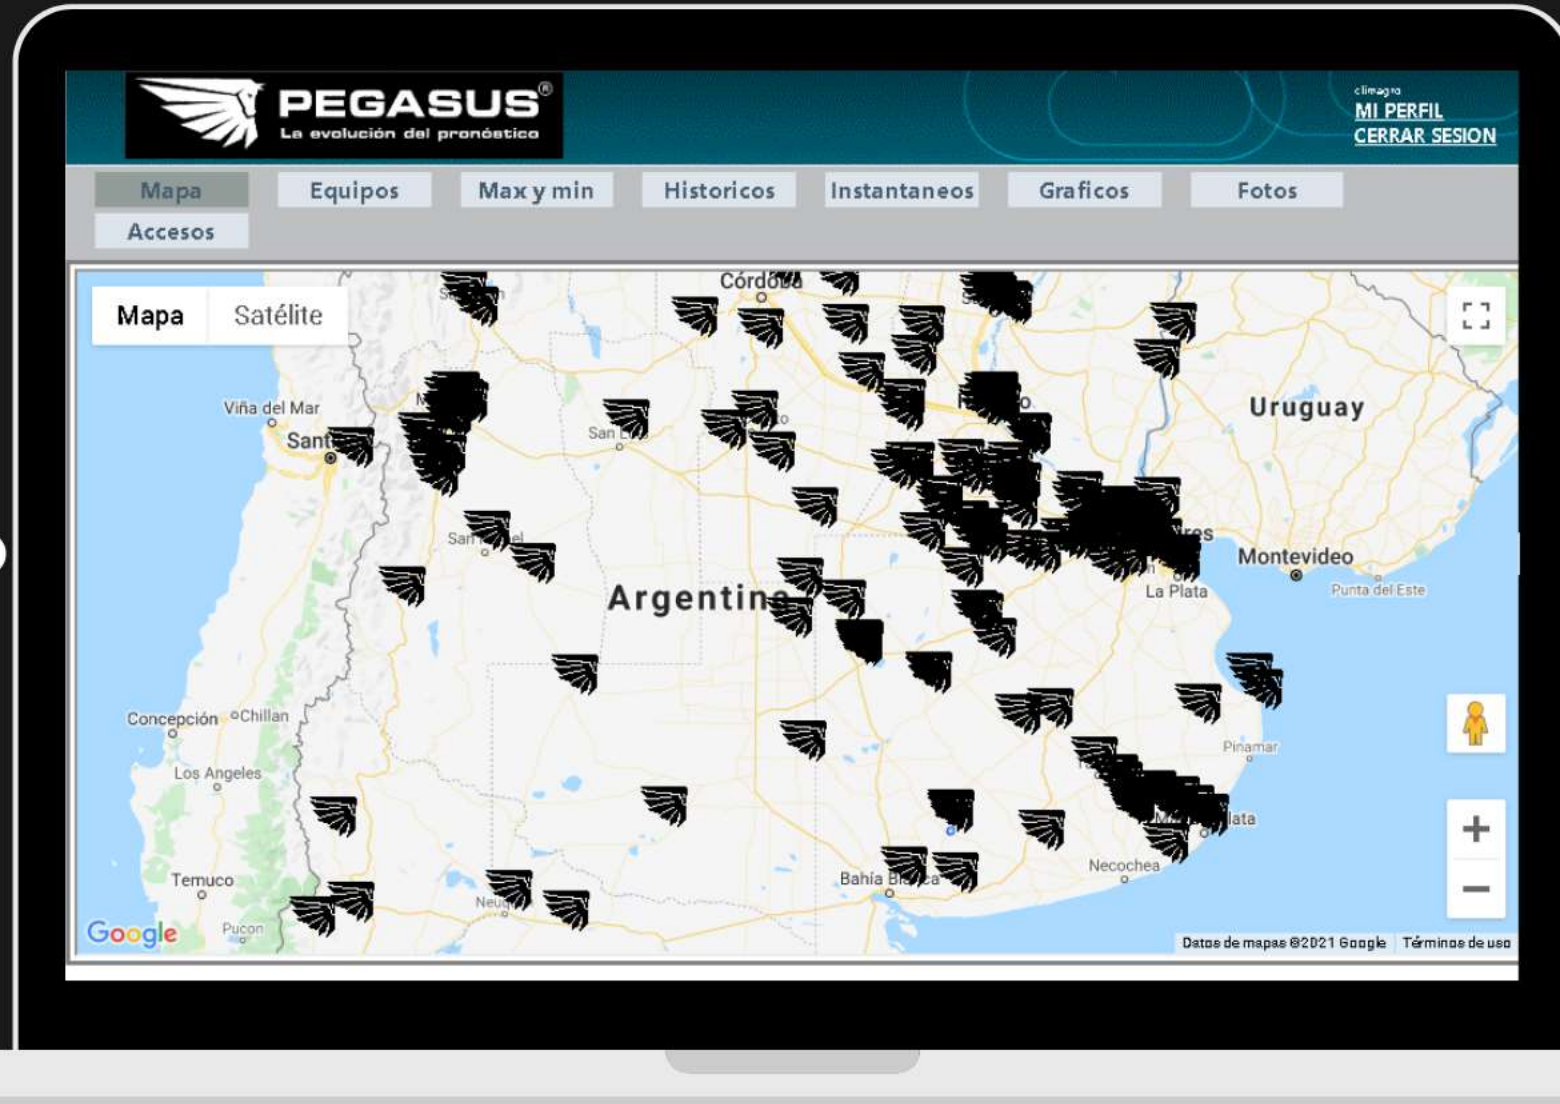 PEGASUS®
La evolución del pronóstico
climagro
MI PERFIL
CERRAR SESION
Mapa
Equipos
Max y min
Historicos
Instantaneos
Graficos
Fotos
Accesos
Mapa
Satélite
Córdoba
Viña del Mar
Uruguay
Montevideo
Punta del Este
La Plata
Argentina
Concepción
Chillan
Los Angeles
Pinamar
Temuco
Pucon
Bahía Blanca
Necochea
Google
Datos de mapas ©2021 Google
Términos de uso